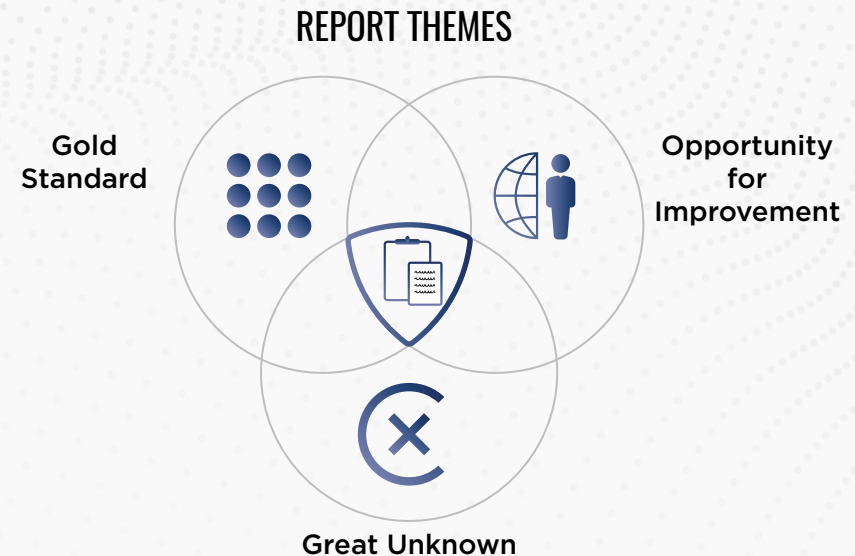 REPORT THEMES
Gold
Standard
Opportunity
for
Improvement
Great Unknown